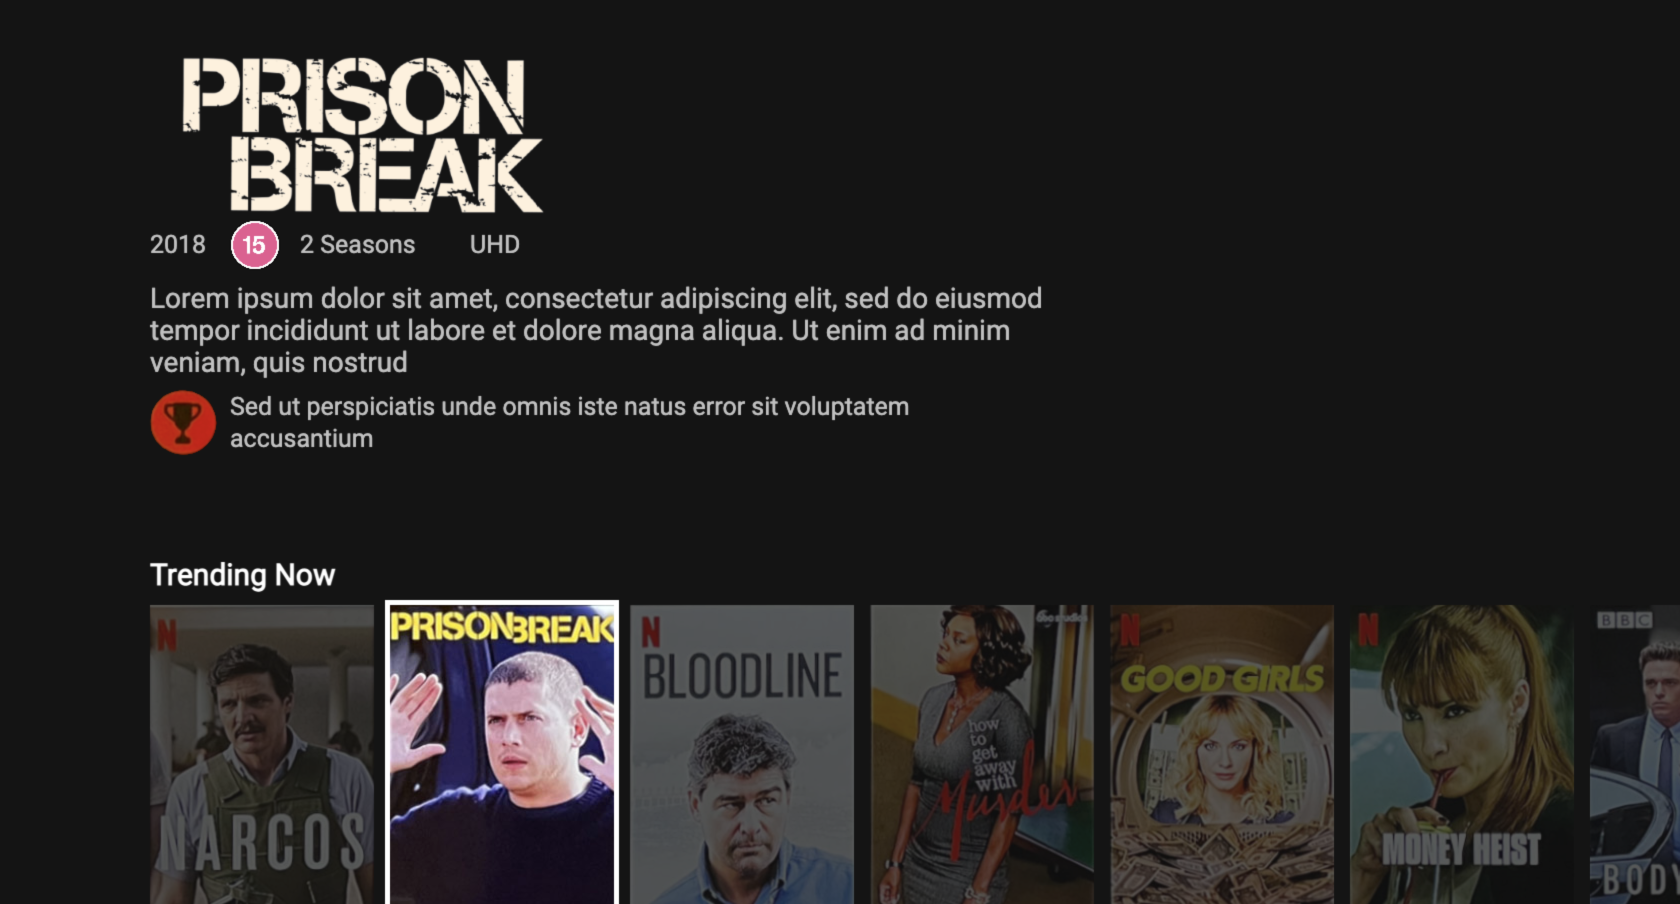 PRISON
BREAK
2018 15 2 Seasons UHD
Lorem ipsum dolor sit amet, consectetur adipiscing elit, sed do eiusmod
tempor incididunt ut labore et dolore magna aliqua. Ut enim ad minim
veniam, quis nostrud
Sed ut perspiciatis unde omnis iste natus error sit voluptatem
accusantium
Trending Now
N
NARCOS
PRISONBREAK
N
BLOODLINE
how
to
get
away
with
Murder
N
GOOD GIRLS
N
MONEY HEIST
BBC
BODY